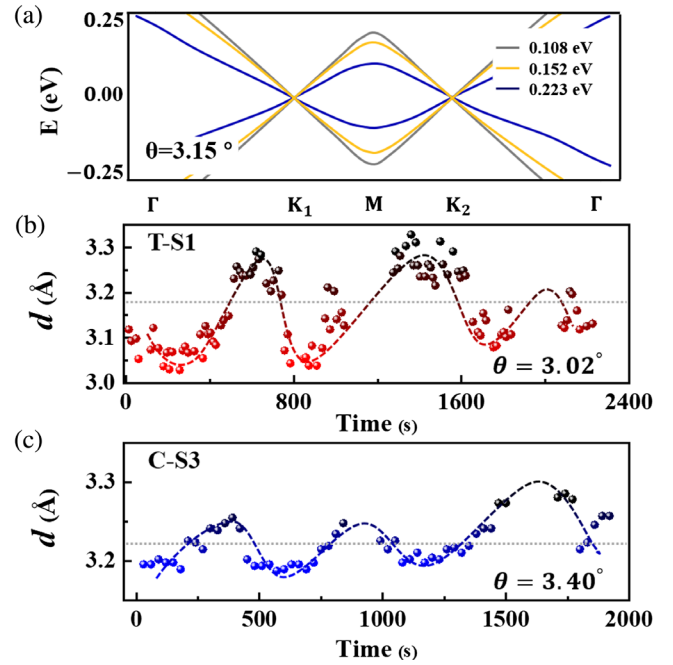 (a)
0.25
0.00
−0.25
E (eV)
0.108 eV
0.152 eV
0.223 eV
θ=3.15 °
Γ K₁ M K₂ Γ
(b)
T-S1
3.3
3.2
3.1
3.0
d (Å)
θ = 3.02°
0 800 1600 2400
Time (s)
(c)
C-S3
3.3
3.2
d (Å)
θ = 3.40°
0 500 1000 1500 2000
Time (s)